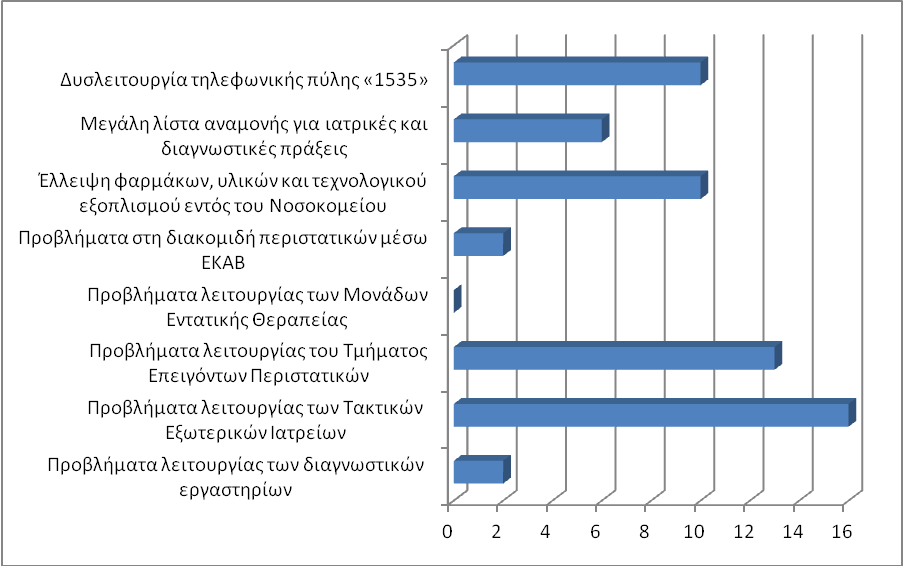 Δυσλειτουργία τηλεφωνικής πύλης «1535»
Μεγάλη λίστα αναμονής για ιατρικές και
διαγνωστικές πράξεις
Έλλειψη φαρμάκων, υλικών και τεχνολογικού
εξοπλισμού εντός του Νοσοκομείου
Προβλήματα στη διακομιδή περιστατικών μέσω
ΕΚΑΒ
Προβλήματα λειτουργίας των Μονάδων
Εντατικής Θεραπείας
Προβλήματα λειτουργίας του Τμήματος
Επειγόντων Περιστατικών
Προβλήματα λειτουργίας των Τακτικών
Εξωτερικών Ιατρείων
Προβλήματα λειτουργίας των διαγνωστικών
εργαστηρίων
0 2 4 6 8 10 12 14 16